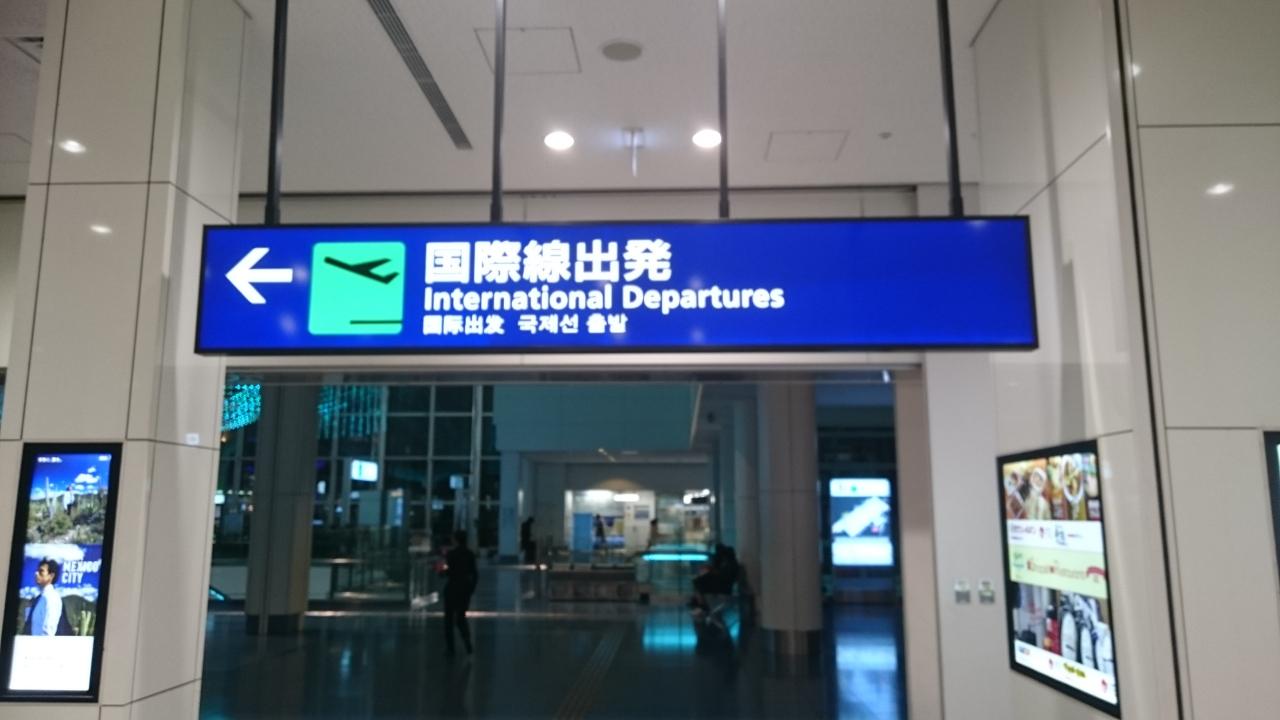 国際線出発
International Departures
国际出发 국제선 출발
MEXICO
CITY